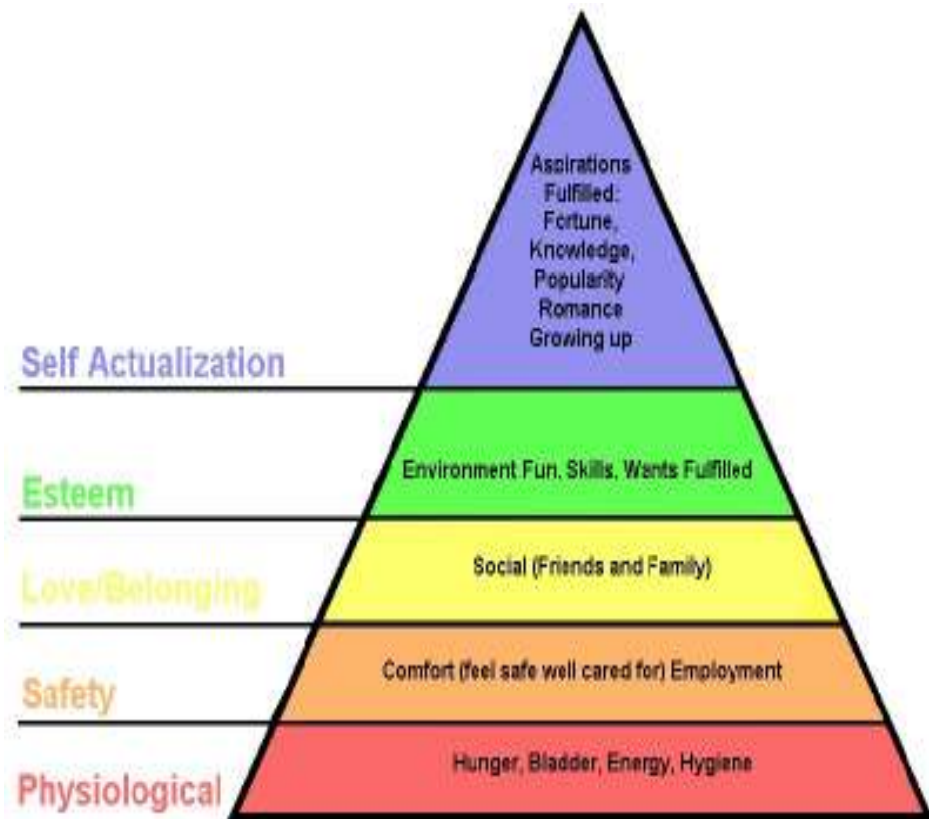 Aspirations
Fulfilled:
Fortune,
Knowledge,
Popularity
Romance
Growing up
Self Actualization
Environment Fun, Skills, Wants Fulfilled
Esteem
Social (Friends and Family)
Love/Belonging
Comfort (feel safe well cared for) Employment
Safety
Hunger, Bladder, Energy, Hygiene
Physiological